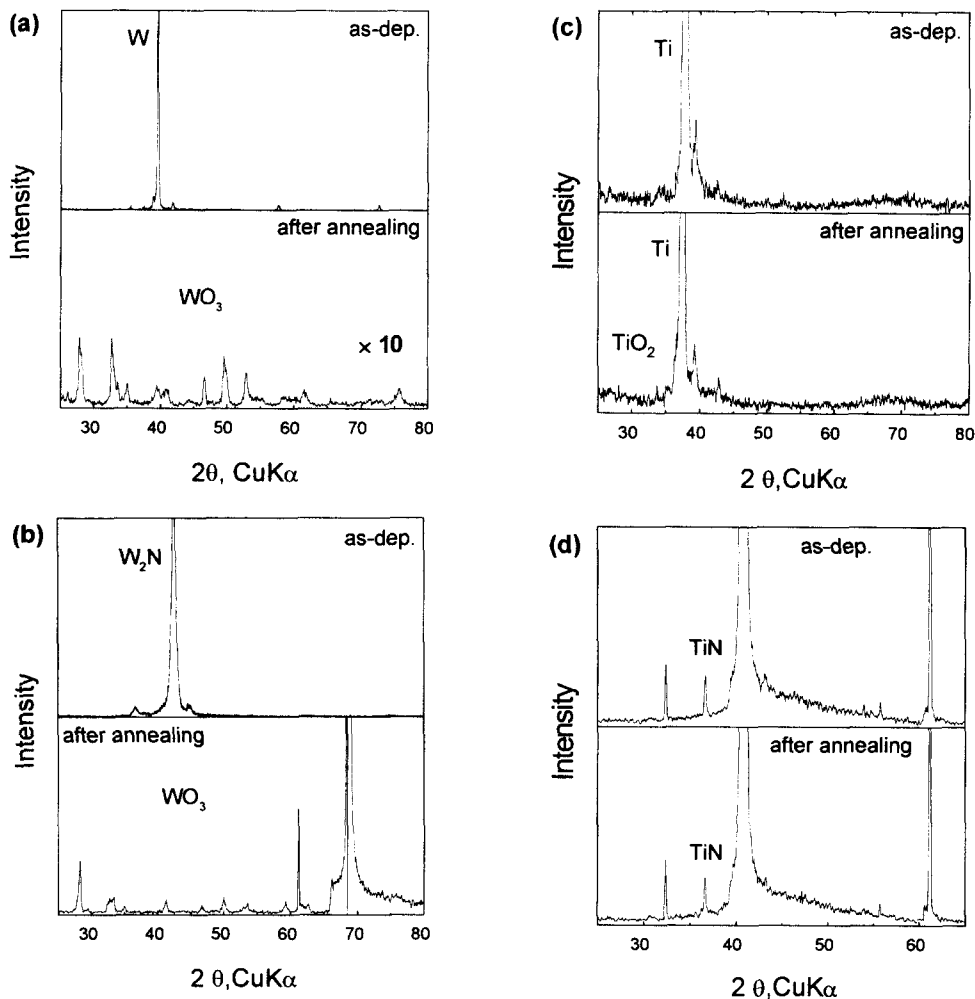 (a)
W
as-dep.
after annealing
WO₃
× 10
Intensity
30 40 50 60 70 80
2θ, CuKα
(b)
W₂N
as-dep.
after annealing
WO₃
Intensity
30 40 50 60 70 80
2 θ,CuKα
(c)
Ti
as-dep.
Ti
after annealing
TiO₂
Intensity
30 40 50 60 70 80
2 θ,CuKα
(d)
as-dep.
TiN
after annealing
TiN
Intensity
30 40 50 60
2 θ,CuKα